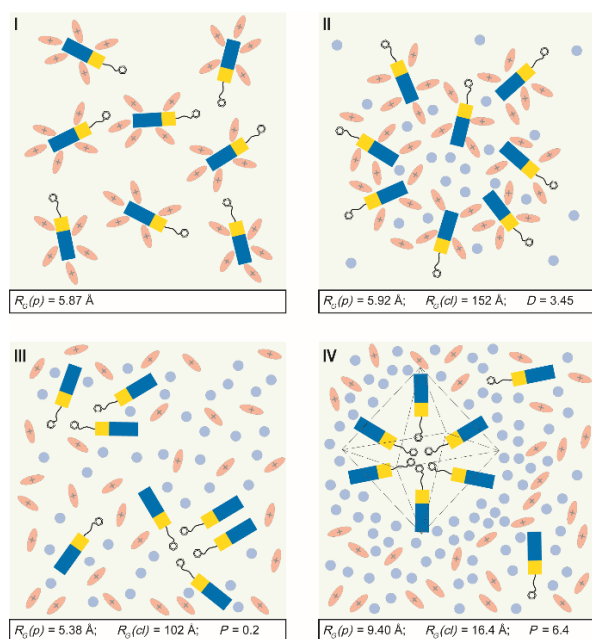 I
II
R_G(p) = 5.87 Å
R_G(p) = 5.92 Å; R_G(cl) = 152 Å; D = 3.45
III
IV
R_G(p) = 5.38 Å; R_G(cl) = 102 Å; P = 0.2
R_G(p) = 9.40 Å; R_G(cl) = 16.4 Å; P = 6.4